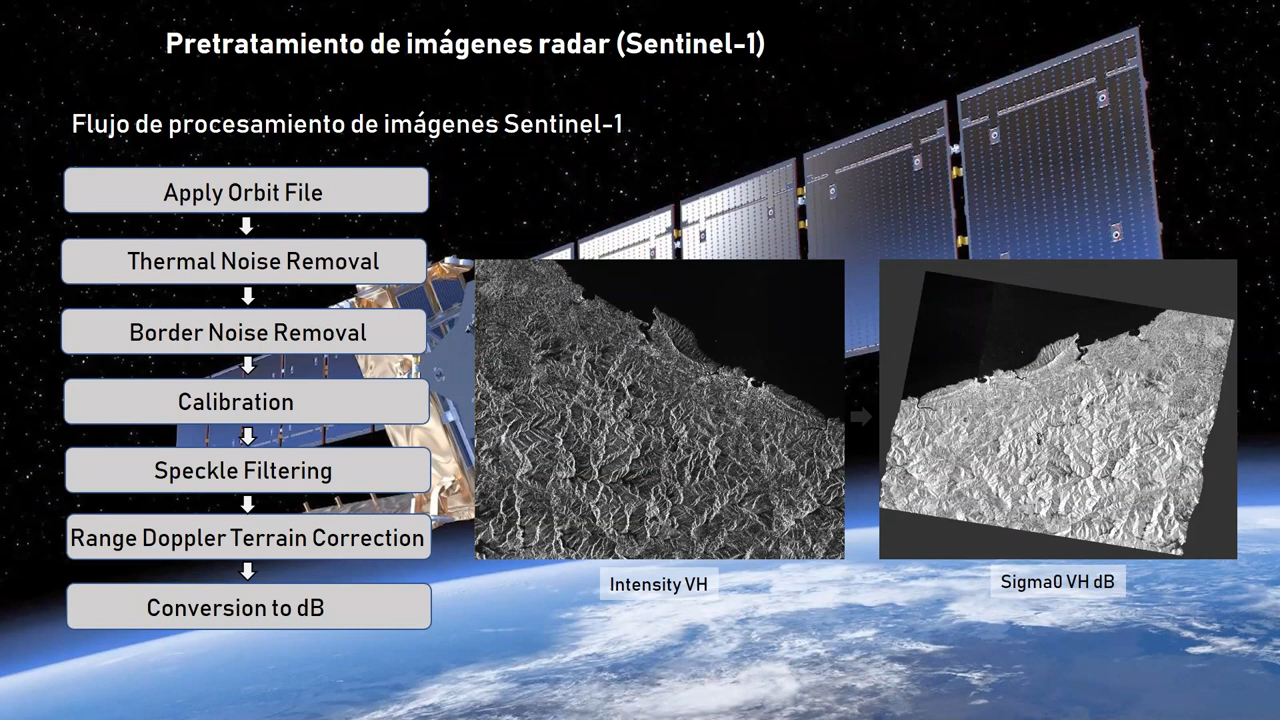 Pretratamiento de imágenes radar (Sentinel-1)
Flujo de procesamiento de imágenes Sentinel-1
Apply Orbit File
Thermal Noise Removal
Border Noise Removal
Calibration
Speckle Filtering
Range Doppler Terrain Correction
Conversion to dB
Intensity VH
Sigma0 VH dB